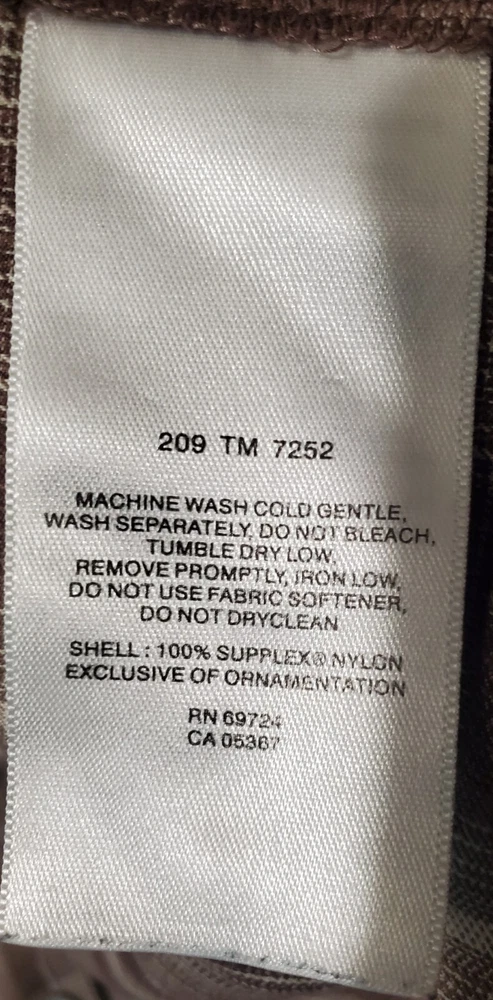 209 TM 7252
MACHINE WASH COLD GENTLE,
WASH SEPARATELY, DO NOT BLEACH,
TUMBLE DRY LOW,
REMOVE PROMPTLY, IRON LOW,
DO NOT USE FABRIC SOFTENER,
DO NOT DRYCLEAN
SHELL : 100% SUPPLEX® NYLON
EXCLUSIVE OF ORNAMENTATION
RN 69724
CA 05367